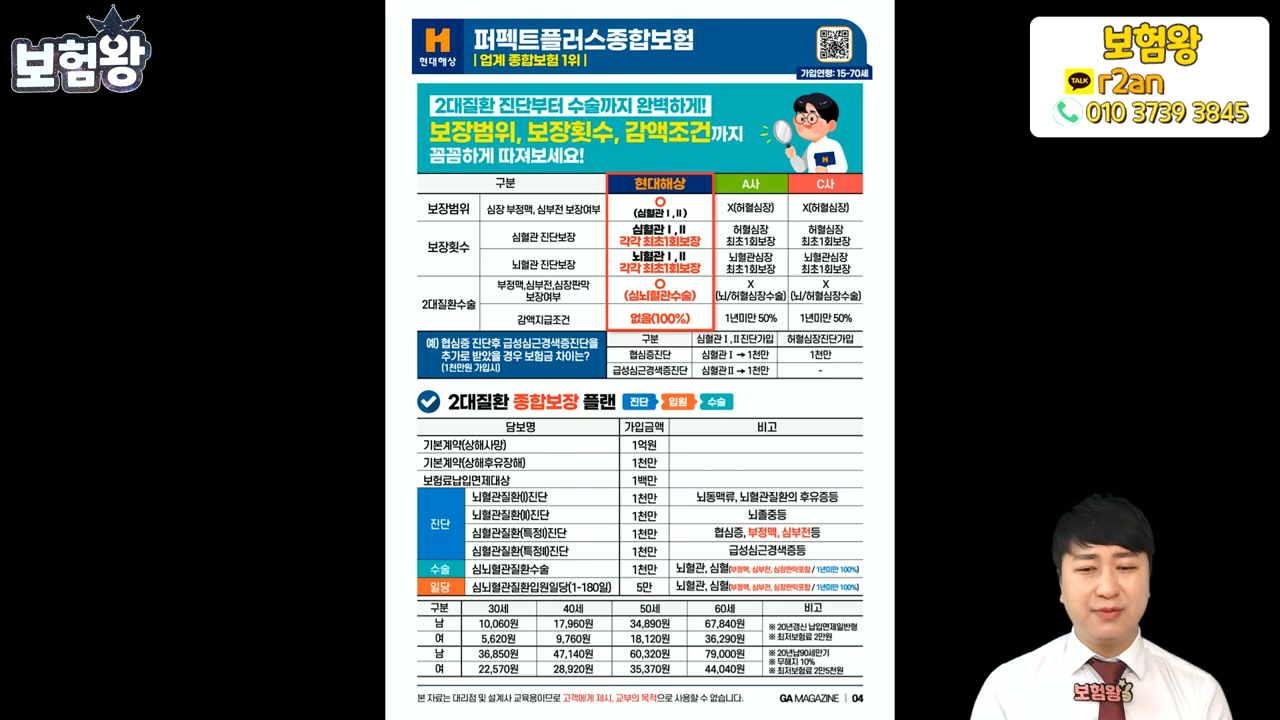 보험왕
보험왕
TALK r2an
010 3739 3845
H
현대해상
퍼펙트플러스종합보험
| 업계 종합보험 1위 |
가입연령: 15-70세
2대질환 진단부터 수술까지 완벽하게!
보장범위, 보장횟수, 감액조건까지
꼼꼼하게 따져보세요!
구분 현대해상 A사 C사
보장범위 심장 부정맥, 심부전 보장여부 O (심혈관 I, II) X(허혈심장) X(허혈심장)
보장횟수 심혈관 진단보장 심혈관 I, II 각각 최초1회보장 허혈심장 최초1회보장 허혈심장 최초1회보장
뇌혈관 진단보장 뇌혈관 I, II 각각 최초1회보장 뇌혈관심장 최초1회보장 뇌혈관심장 최초1회보장
2대질환수술 부정맥,심부전,심장판막 보장여부 O (심뇌혈관수술) X (뇌/허혈심장수술) X (뇌/허혈심장수술)
감액지급조건 없음(100%) 1년미만 50% 1년미만 50%
예) 협심증 진단후 급성심근경색증진단을
추가로 받았을 경우 보험금 차이는?
(1천만원 가입시)
구분 심혈관 I, II 진단가입 허혈심장진단가입
협심증진단 심혈관 I → 1천만 1천만
급성심근경색증진단 심혈관 II → 1천만 -
2대질환 종합보장 플랜 진단 입원 수술
담보명 가입금액 비고
기본계약(상해사망) 1억원
기본계약(상해후유장해) 1천만
보험료납입면제대상 1백만
진단 뇌혈관질환(I)진단 1천만 뇌동맥류, 뇌혈관질환의 후유증등
뇌혈관질환(II)진단 1천만 뇌졸중등
심혈관질환(특정I)진단 1천만 협심증, 부정맥, 심부전등
심혈관질환(특정II)진단 1천만 급성심근경색증등
수술 심뇌혈관질환수술 1천만 뇌혈관, 심혈(부정맥, 심부전, 심장판막포함 / 1년미만 100%)
일당 심뇌혈관질환입원일당(1-180일) 5만 뇌혈관, 심혈(부정맥, 심부전, 심장판막포함 / 1년미만 100%)
구분 30세 40세 50세 60세 비고
남 10,060원 17,960원 34,890원 67,840원 ※ 20년갱신 납입면제일반형
여 5,620원 9,760원 18,120원 36,290원 ※ 최저보험료 2만원
남 36,850원 47,140원 60,320원 79,000원 ※ 20년납90세만기
※ 무해지 10%
여 22,570원 28,920원 35,370원 44,040원 ※ 최저보험료 2만5천원
본 자료는 대리점 및 설계사 교육용이므로 고객에게 제시, 교부의 목적으로 사용할 수 없습니다.
GA MAGAZINE | 04
보험왕